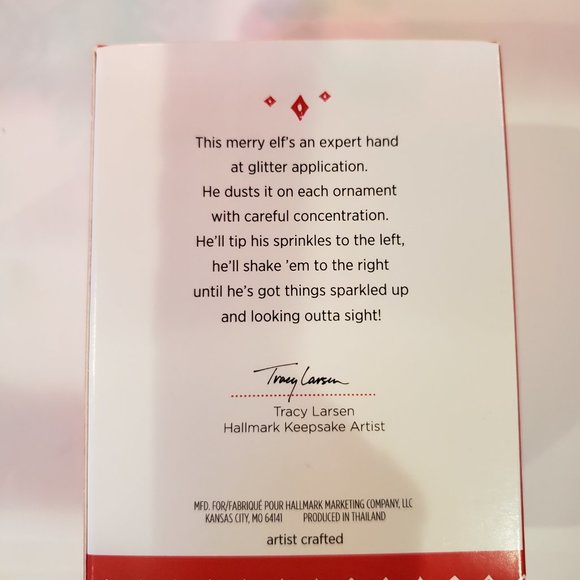 This merry elf's an expert hand
at glitter application.
He dusts it on each ornament
with careful concentration.
He'll tip his sprinkles to the left,
he'll shake 'em to the right
until he's got things sparkled up
and looking outta sight!
Tracy Larsen
Tracy Larsen
Hallmark Keepsake Artist
MFD. FOR/FABRIQUÉ POUR HALLMARK MARKETING COMPANY, LLC
KANSAS CITY, MO 64141 PRODUCED IN THAILAND
artist crafted